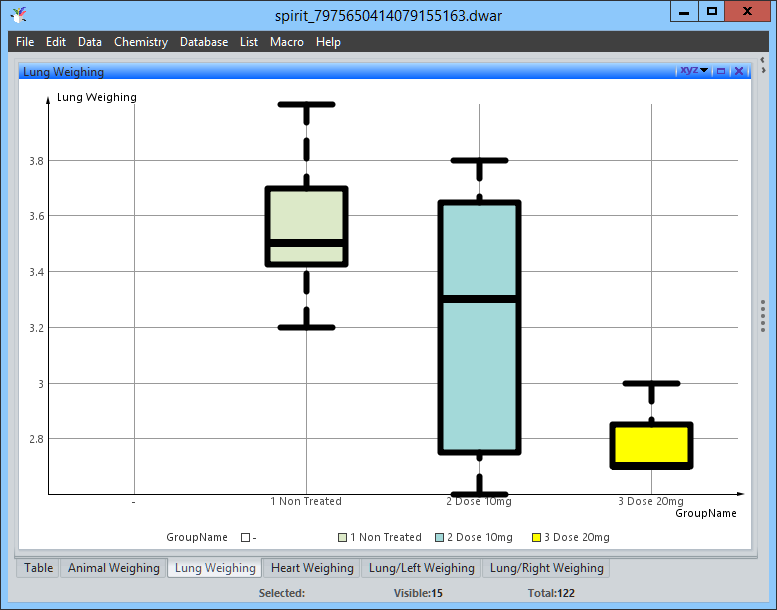 spirit_7975650414079155163.dwar
File Edit Data Chemistry Database List Macro Help
Lung Weighing xyz
Lung Weighing
3.8
3.6
3.4
3.2
3
2.8
- 1 Non Treated 2 Dose 10mg 3 Dose 20mg
GroupName
GroupName - 1 Non Treated 2 Dose 10mg 3 Dose 20mg
Table Animal Weighing Lung Weighing Heart Weighing Lung/Left Weighing Lung/Right Weighing
Selected: Visible:15 Total:122